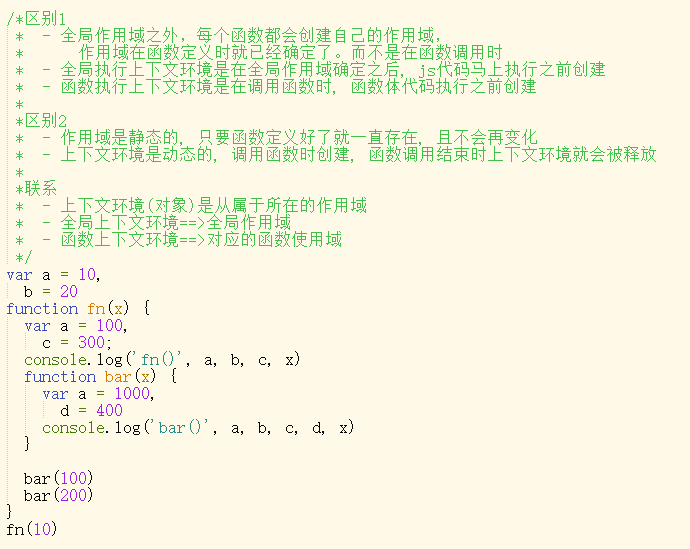 /*区别1
 *  - 全局作用域之外，每个函数都会创建自己的作用域，
 *      作用域在函数定义时就已经确定了。而不是在函数调用时
 *  - 全局执行上下文环境是在全局作用域确定之后, js代码马上执行之前创建
 *  - 函数执行上下文环境是在调用函数时, 函数体代码执行之前创建
 *
 *区别2
 *  - 作用域是静态的, 只要函数定义好了就一直存在, 且不会再变化
 *  - 上下文环境是动态的, 调用函数时创建, 函数调用结束时上下文环境就会被释放
 *
 *联系
 *  - 上下文环境(对象)是从属于所在的作用域
 *  - 全局上下文环境==>全局作用域
 *  - 函数上下文环境==>对应的函数使用域
 */
var a = 10,
  b = 20
function fn(x) {
  var a = 100,
    c = 300;
  console.log('fn()', a, b, c, x)
  function bar(x) {
    var a = 1000,
      d = 400
    console.log('bar()', a, b, c, d, x)
  }

  bar(100)
  bar(200)
}
fn(10)